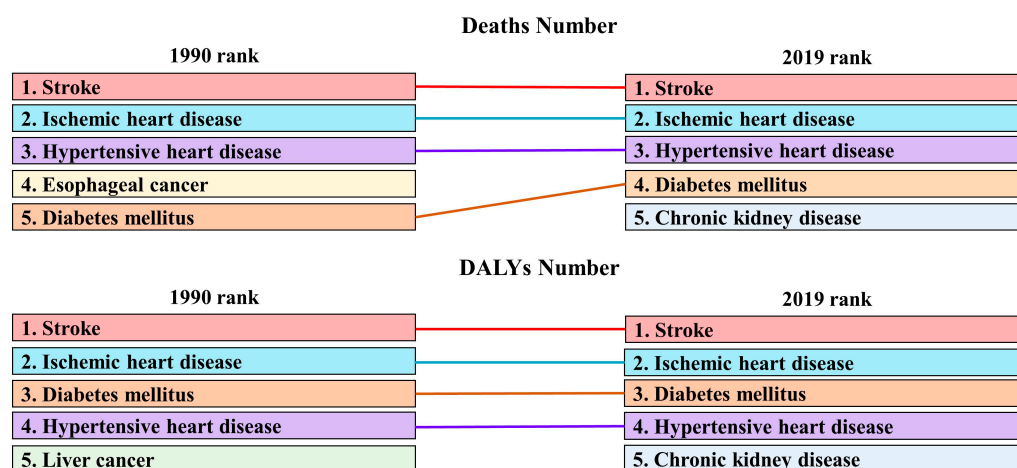 Deaths Number
1990 rank
2019 rank
1. Stroke
1. Stroke
2. Ischemic heart disease
2. Ischemic heart disease
3. Hypertensive heart disease
3. Hypertensive heart disease
4. Esophageal cancer
4. Diabetes mellitus
5. Diabetes mellitus
5. Chronic kidney disease
DALYs Number
1990 rank
2019 rank
1. Stroke
1. Stroke
2. Ischemic heart disease
2. Ischemic heart disease
3. Diabetes mellitus
3. Diabetes mellitus
4. Hypertensive heart disease
4. Hypertensive heart disease
5. Liver cancer
5. Chronic kidney disease